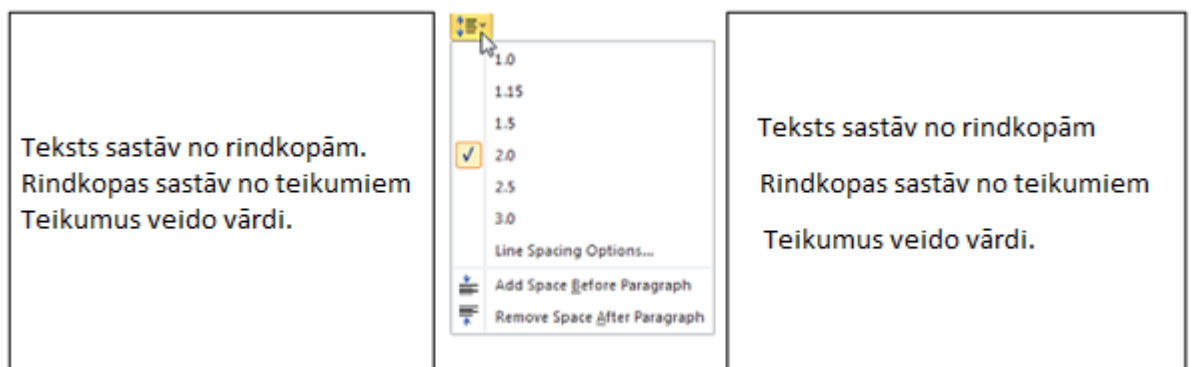 Teksts sastāv no rindkopām.
Rindkopas sastāv no teikumiem
Teikumus veido vārdi.
1.0
1.15
1.5
2.0
2.5
3.0
Line Spacing Options...
Add Space Before Paragraph
Remove Space After Paragraph
Teksts sastāv no rindkopām
Rindkopas sastāv no teikumiem
Teikumus veido vārdi.